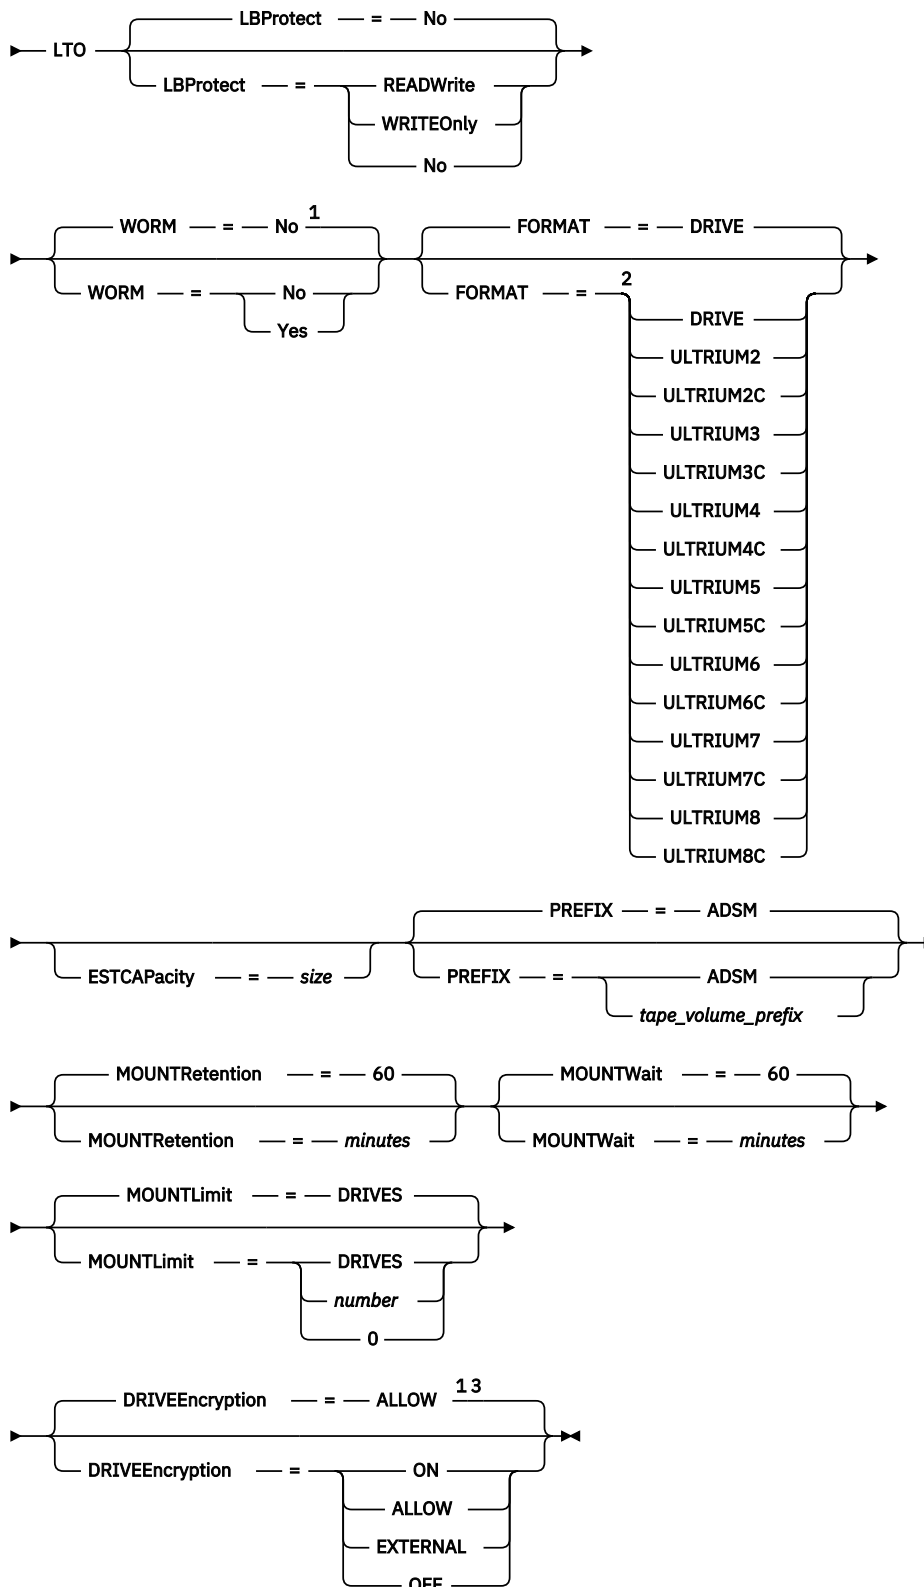 LBProtect = No
LTO
LBProtect = READWrite
WRITEOnly
No
WORM = No 1 FORMAT = DRIVE
WORM = No FORMAT = 2
Yes DRIVE
ULTRIUM2
ULTRIUM2C
ULTRIUM3
ULTRIUM3C
ULTRIUM4
ULTRIUM4C
ULTRIUM5
ULTRIUM5C
ULTRIUM6
ULTRIUM6C
ULTRIUM7
ULTRIUM7C
ULTRIUM8
ULTRIUM8C
PREFIX = ADSM
ESTCAPacity = size PREFIX = ADSM
tape_volume_prefix
MOUNTRetention = 60 MOUNTWait = 60
MOUNTRetention = minutes MOUNTWait = minutes
MOUNTLimit = DRIVES
MOUNTLimit = DRIVES
number
0
DRIVEEncryption = ALLOW 1 3
DRIVEEncryption = ON
ALLOW
EXTERNAL
OFF